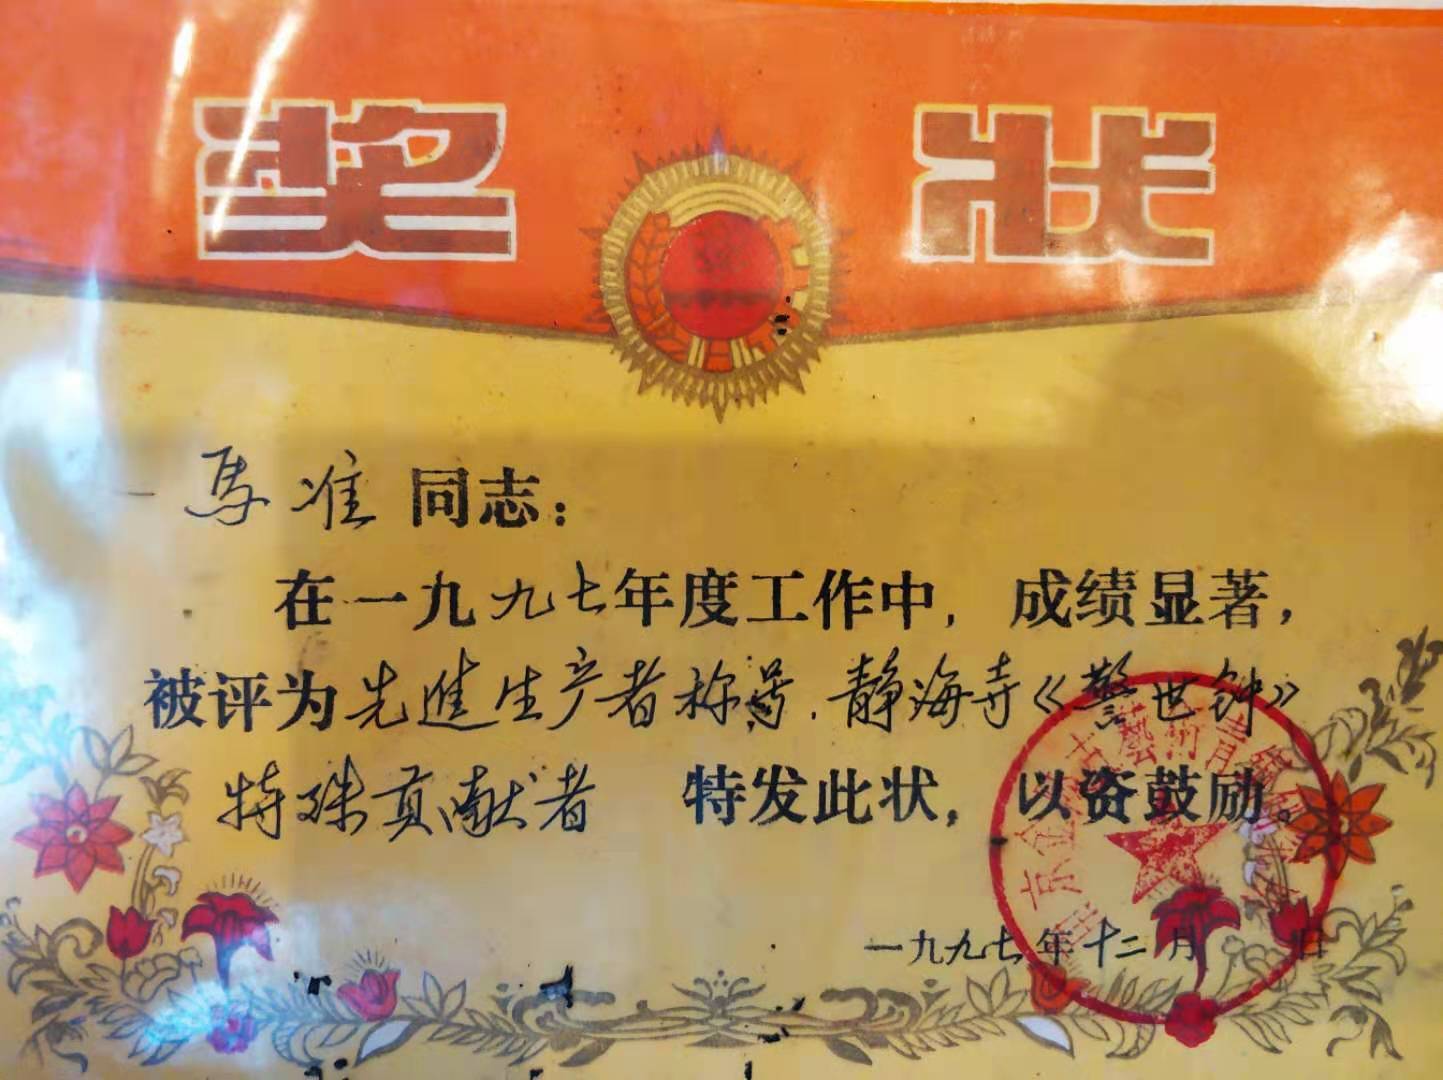 奖状
马准同志：
在一九九七年度工作中，成绩显著，
被评为先進生产者称号.静海寺《警世钟》
特殊贡献者 特发此状，以资鼓励。
一九九七年十二月 日